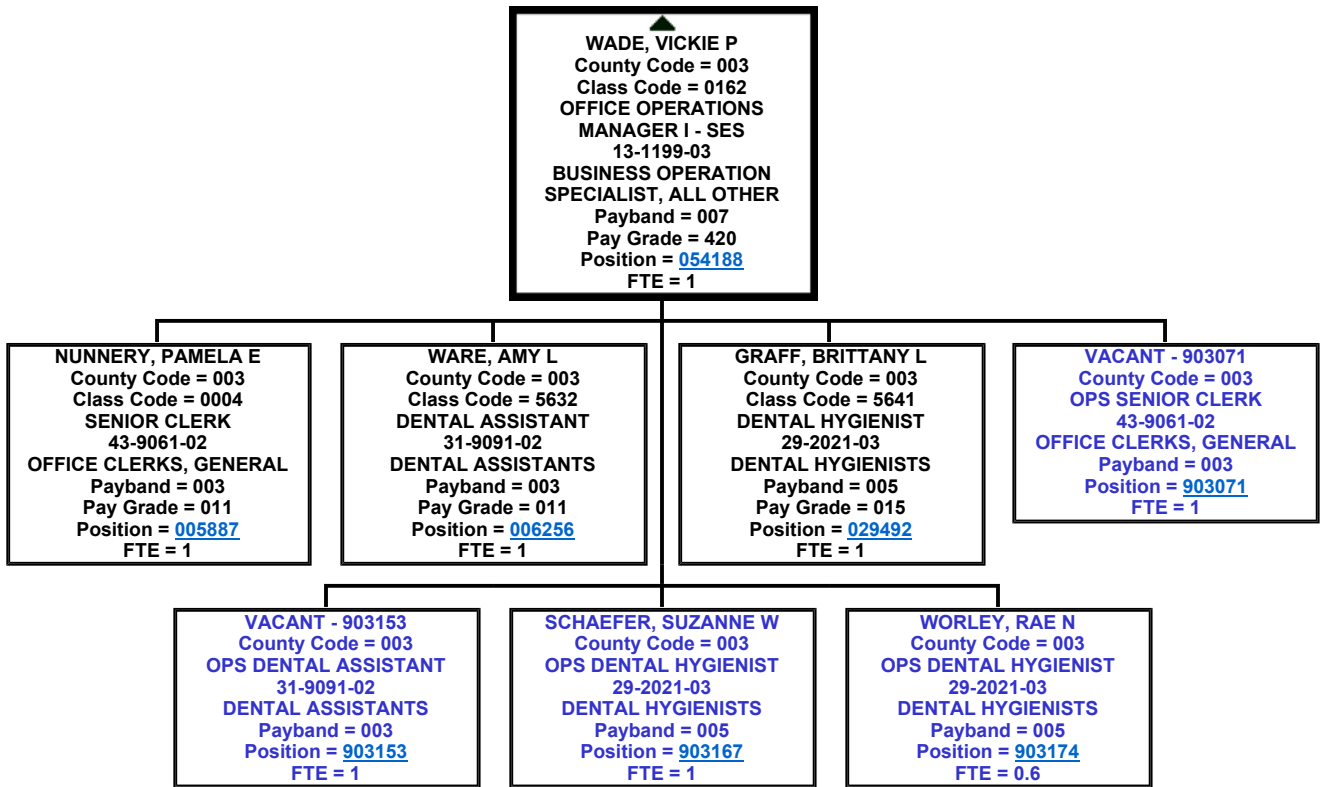 WADE, VICKIE P
County Code = 003
Class Code = 0162
OFFICE OPERATIONS
MANAGER I - SES
13-1199-03
BUSINESS OPERATION
SPECIALIST, ALL OTHER
Payband = 007
Pay Grade = 420
Position = 054188
FTE = 1
NUNNERY, PAMELA E
County Code = 003
Class Code = 0004
SENIOR CLERK
43-9061-02
OFFICE CLERKS, GENERAL
Payband = 003
Pay Grade = 011
Position = 005887
FTE = 1
WARE, AMY L
County Code = 003
Class Code = 5632
DENTAL ASSISTANT
31-9091-02
DENTAL ASSISTANTS
Payband = 003
Pay Grade = 011
Position = 006256
FTE = 1
GRAFF, BRITTANY L
County Code = 003
Class Code = 5641
DENTAL HYGIENIST
29-2021-03
DENTAL HYGIENISTS
Payband = 005
Pay Grade = 015
Position = 029492
FTE = 1
VACANT - 903071
County Code = 003
OPS SENIOR CLERK
43-9061-02
OFFICE CLERKS, GENERAL
Payband = 003
Position = 903071
FTE = 1
VACANT - 903153
County Code = 003
OPS DENTAL ASSISTANT
31-9091-02
DENTAL ASSISTANTS
Payband = 003
Position = 903153
FTE = 1
SCHAEFER, SUZANNE W
County Code = 003
OPS DENTAL HYGIENIST
29-2021-03
DENTAL HYGIENISTS
Payband = 005
Position = 903167
FTE = 1
WORLEY, RAE N
County Code = 003
OPS DENTAL HYGIENIST
29-2021-03
DENTAL HYGIENISTS
Payband = 005
Position = 903174
FTE = 0.6